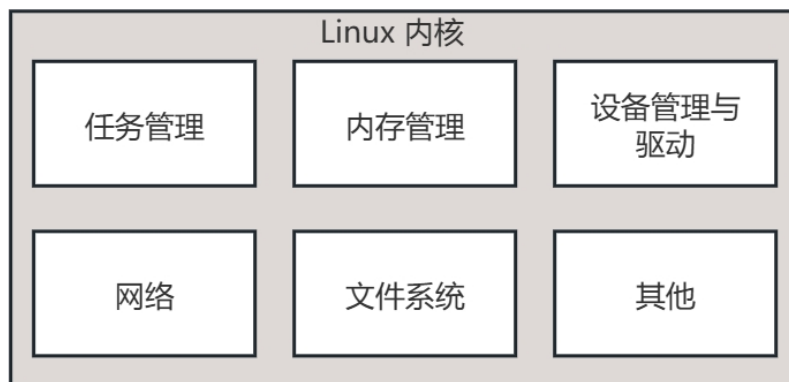 Linux 内核
任务管理
内存管理
设备管理与
驱动
网络
文件系统
其他